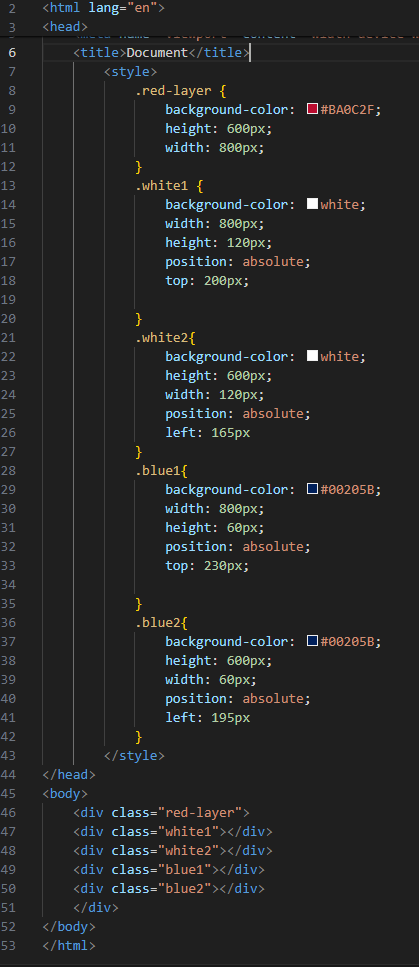 2 <html lang="en">
3 <head>
6 <title>Document</title>
7 <style>
8 .red-layer {
9 background-color: #BA0C2F;
10 height: 600px;
11 width: 800px;
12 }
13 .white1 {
14 background-color: white;
15 width: 800px;
16 height: 120px;
17 position: absolute;
18 top: 200px;
19
20 }
21 .white2{
22 background-color: white;
23 height: 600px;
24 width: 120px;
25 position: absolute;
26 left: 165px
27 }
28 .blue1{
29 background-color: #00205B;
30 width: 800px;
31 height: 60px;
32 position: absolute;
33 top: 230px;
34
35 }
36 .blue2{
37 background-color: #00205B;
38 height: 600px;
39 width: 60px;
40 position: absolute;
41 left: 195px
42 }
43 </style>
44 </head>
45 <body>
46 <div class="red-layer">
47 <div class="white1"></div>
48 <div class="white2"></div>
49 <div class="blue1"></div>
50 <div class="blue2"></div>
51 </div>
52 </body>
53 </html>